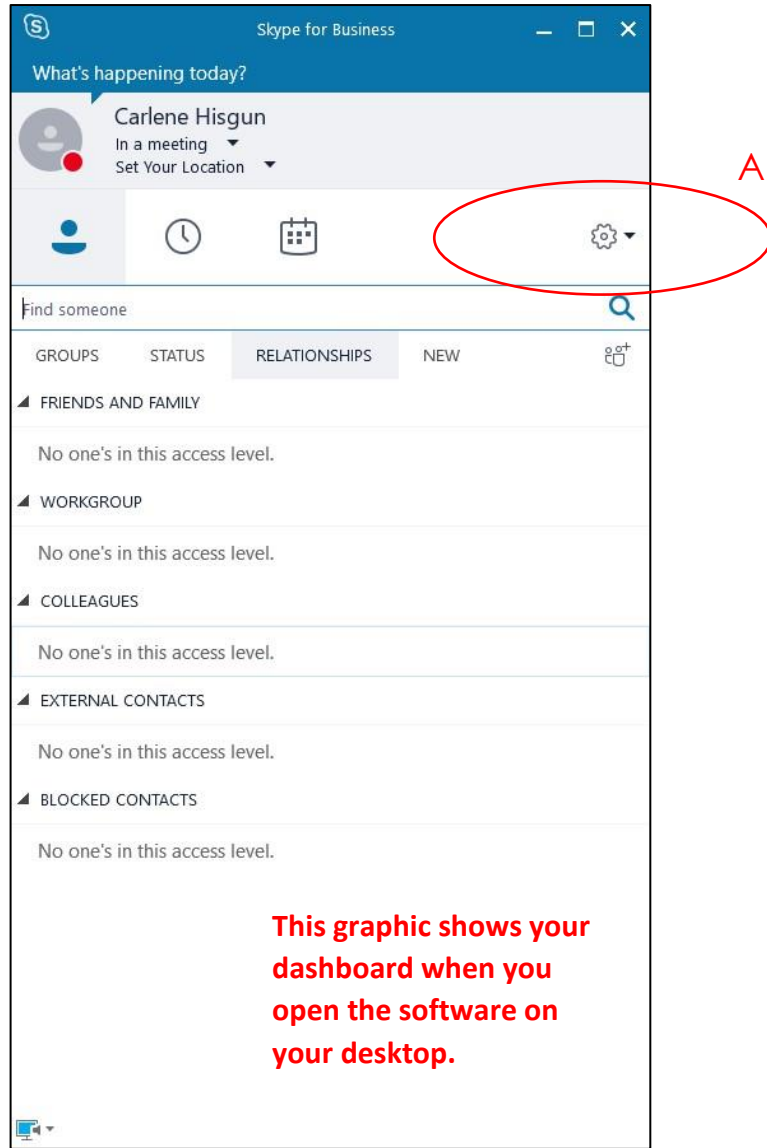 S
Skype for Business
What's happening today?
Carlene Hisgun
In a meeting
Set Your Location
A
Find someone
GROUPS STATUS RELATIONSHIPS NEW
FRIENDS AND FAMILY
No one's in this access level.
WORKGROUP
No one's in this access level.
COLLEAGUES
No one's in this access level.
EXTERNAL CONTACTS
No one's in this access level.
BLOCKED CONTACTS
No one's in this access level.
This graphic shows your
dashboard when you
open the software on
your desktop.